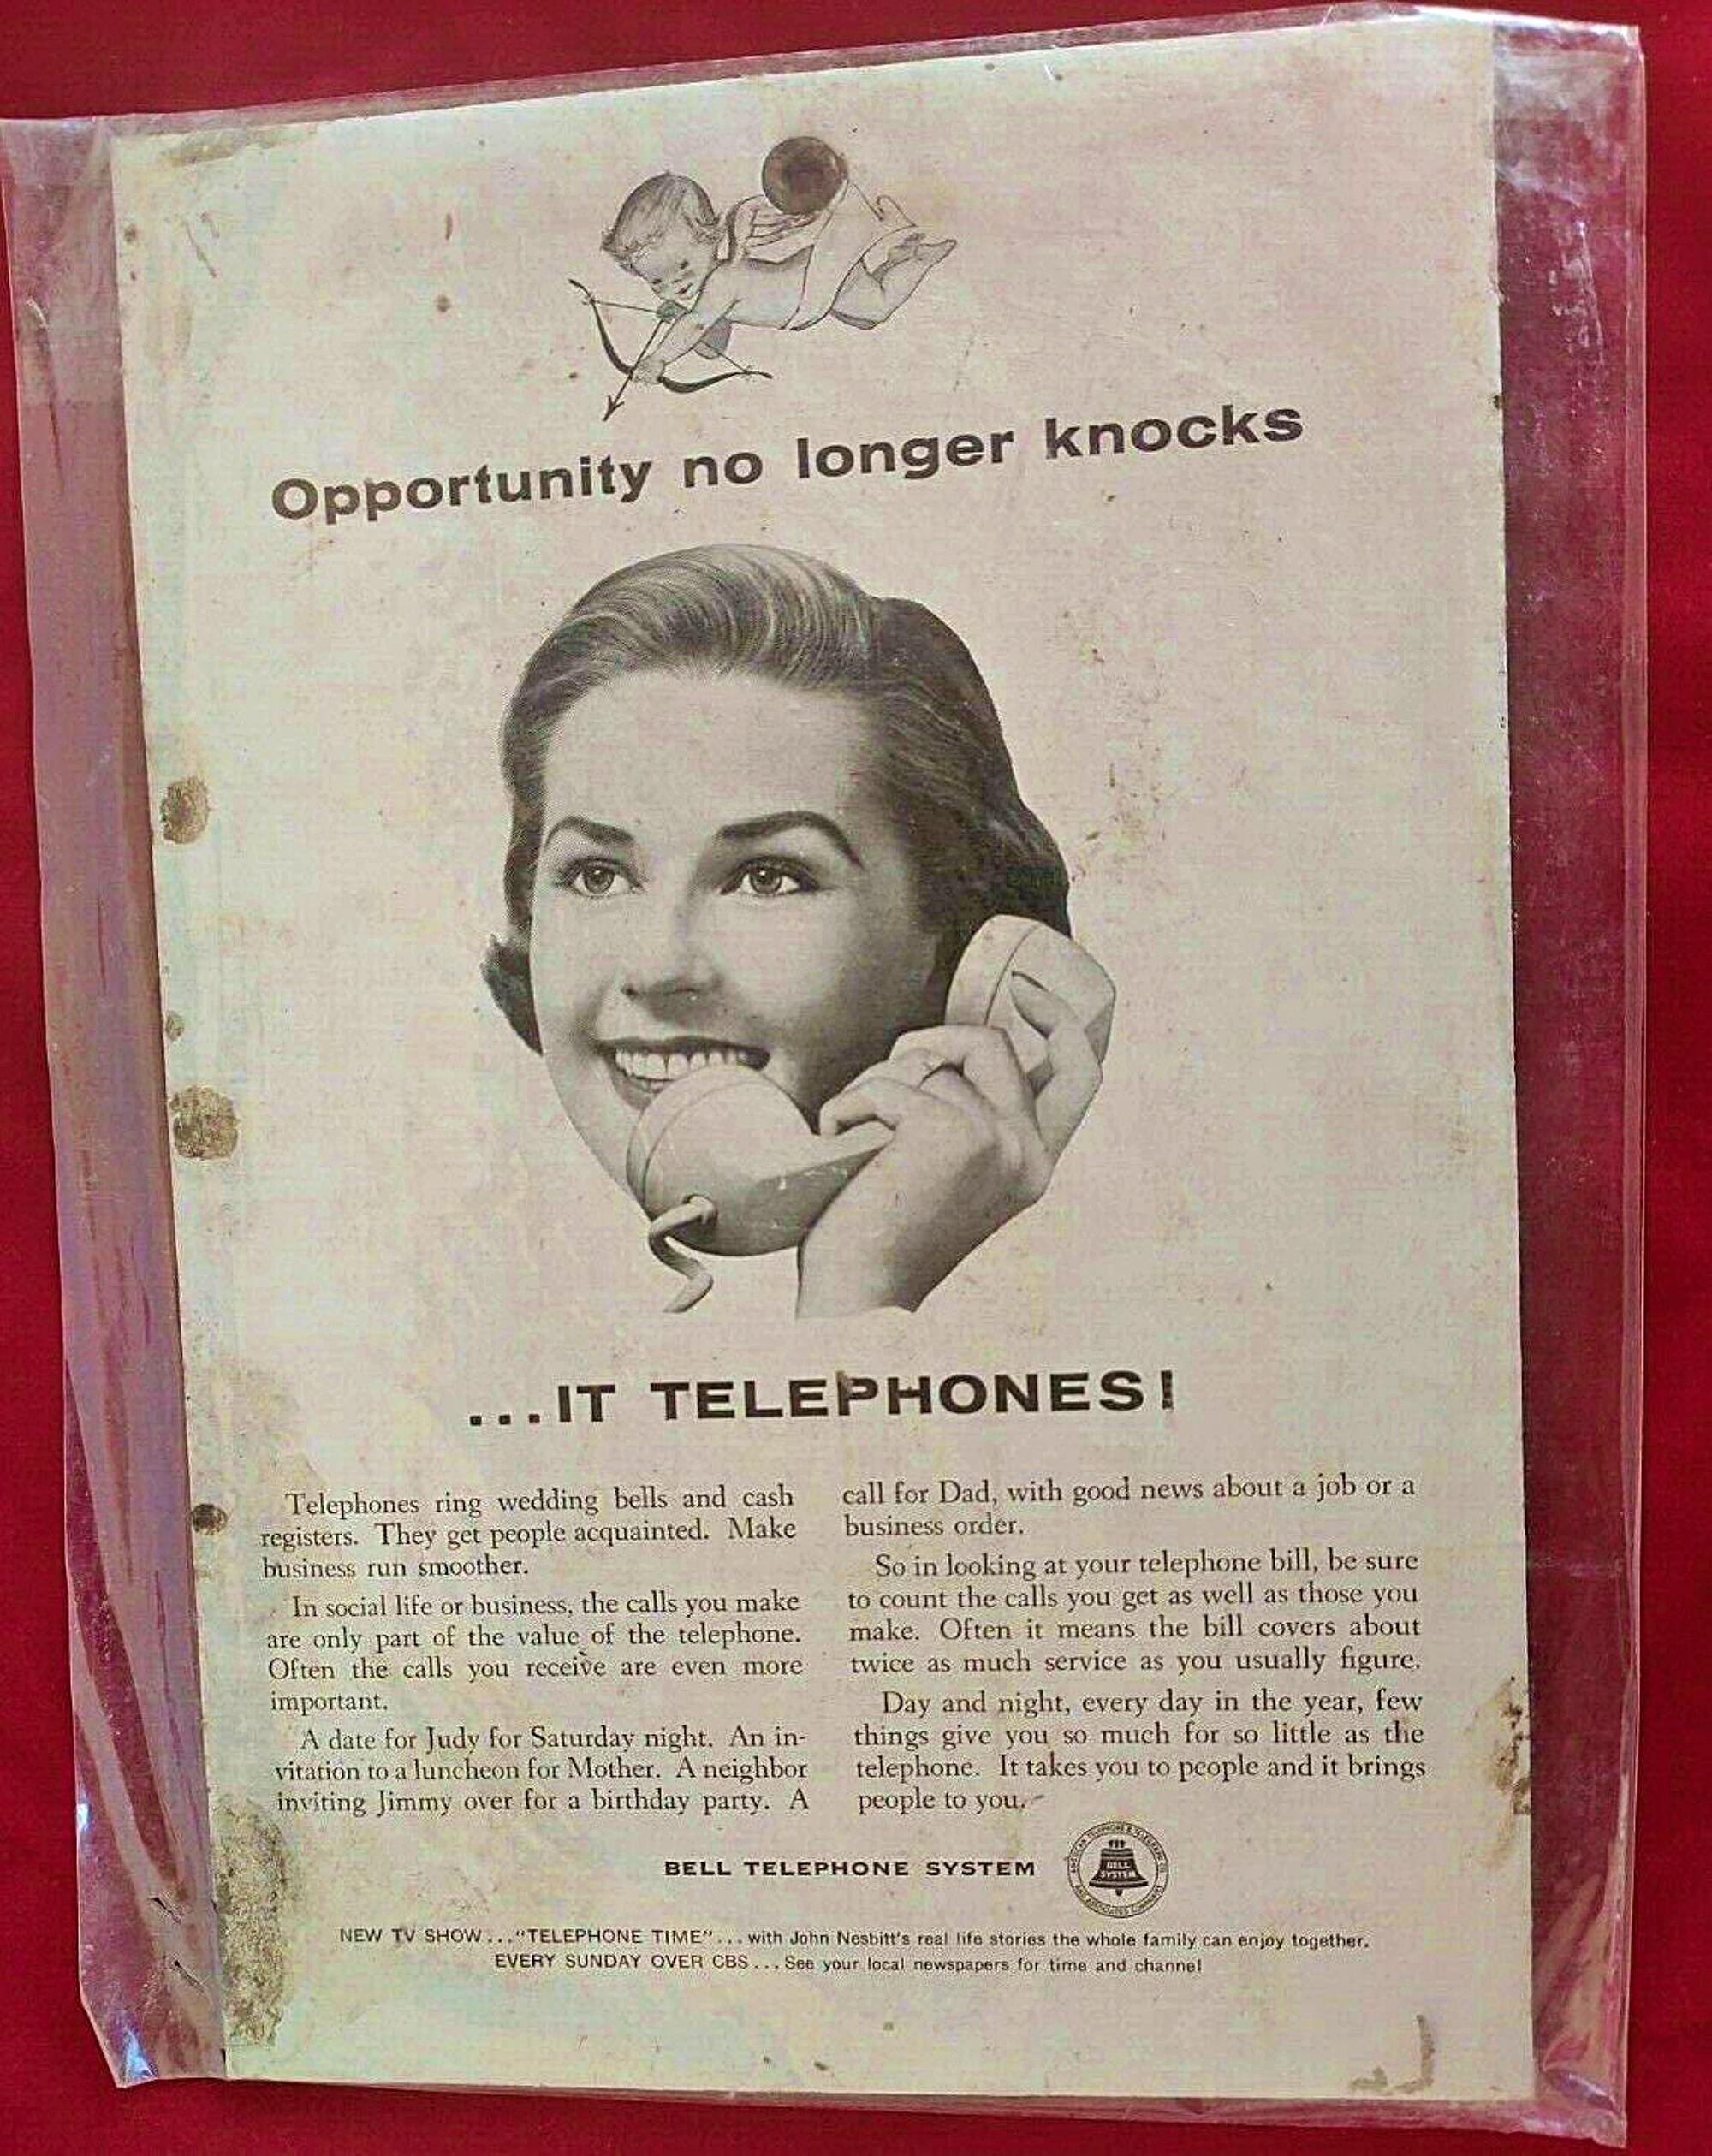 Opportunity no longer knocks
...IT TELEPHONES!
Telephones ring wedding bells and cash
registers. They get people acquainted. Make
business run smoother.
In social life or business, the calls you make
are only part of the value of the telephone.
Often the calls you receive are even more
important.
A date for Judy for Saturday night. An in-
vitation to a luncheon for Mother. A neighbor
inviting Jimmy over for a birthday party. A
call for Dad, with good news about a job or a
business order.
So in looking at your telephone bill, be sure
to count the calls you get as well as those you
make. Often it means the bill covers about
twice as much service as you usually figure.
Day and night, every day in the year, few
things give you so much for so little as the
telephone. It takes you to people and it brings
people to you.
BELL TELEPHONE SYSTEM
AMERICAN TELEPHONE & TELEGRAPH CO.
BELL
SYSTEM
AND ASSOCIATED COMPANIES
NEW TV SHOW..."TELEPHONE TIME"...with John Nesbitt's real life stories the whole family can enjoy together.
EVERY SUNDAY OVER CBS...See your local newspapers for time and channel